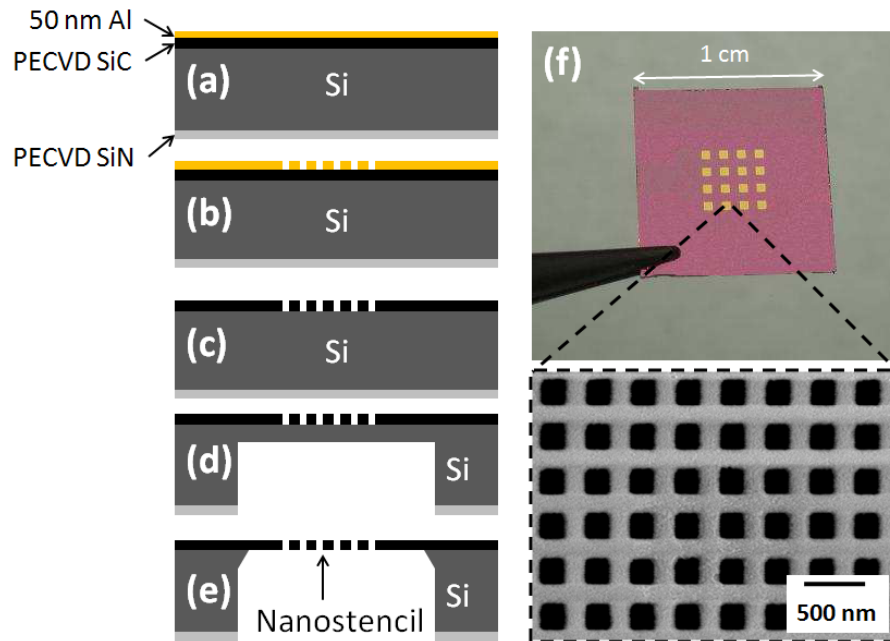 50 nm Al
PECVD SiC
(a)
Si
PECVD SiN
(b)
Si
(c)
Si
(d)
Si
(e)
Si
Nanostencil
(f)
1 cm
500 nm